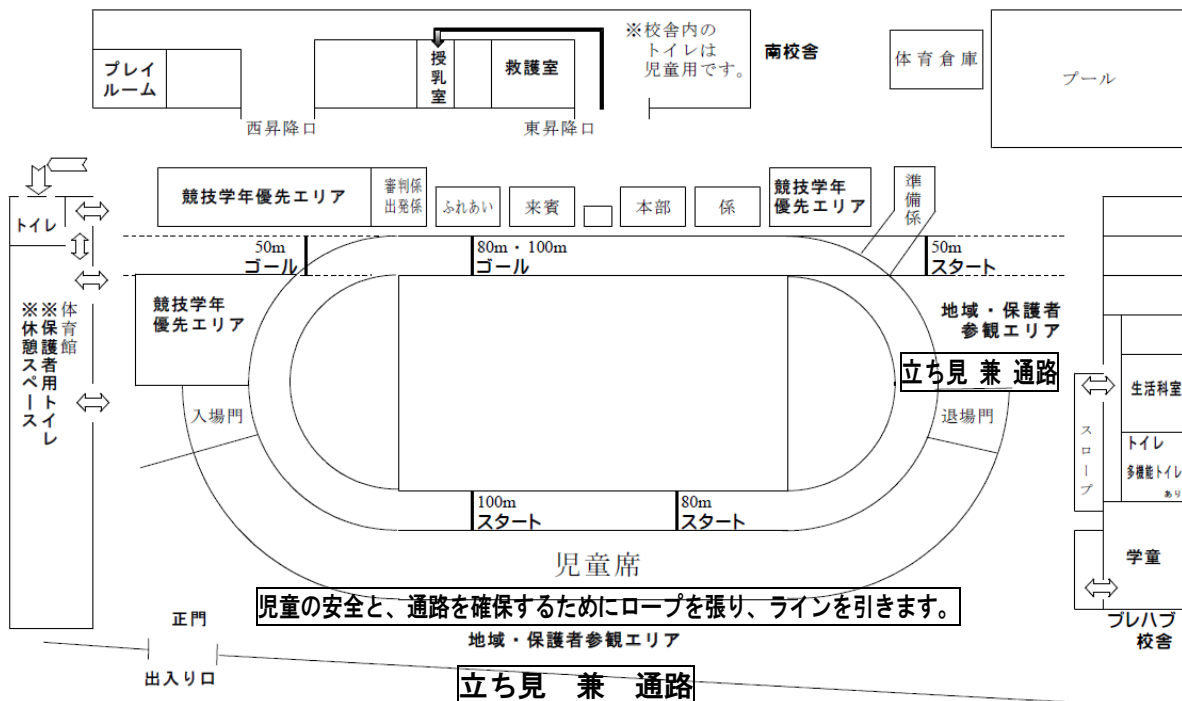 ※校舎内の
トイレは
児童用です。
南校舎
体育倉庫
プール
プレイ
ルーム
授乳室
救護室
西昇降口
東昇降口
競技学年優先エリア
審判係
出発係
ふれあい
来賓
本部
係
競技学年
優先エリア
準備係
トイレ
50m
ゴール
80m・100m
ゴール
50m
スタート
競技学年
優先エリア
地域・保護者
参観エリア
立ち見 兼 通路
体育館
※保護者用トイレ
※休憩スペース
入場門
退場門
生活科室
スロープ
トイレ
多機能トイレ
あり
100m
スタート
80m
スタート
児童席
学童
児童の安全と、通路を確保するためにロープを張り、ラインを引きます。
正門
地域・保護者参観エリア
プレハブ
校舎
出入り口
立ち見 兼 通路